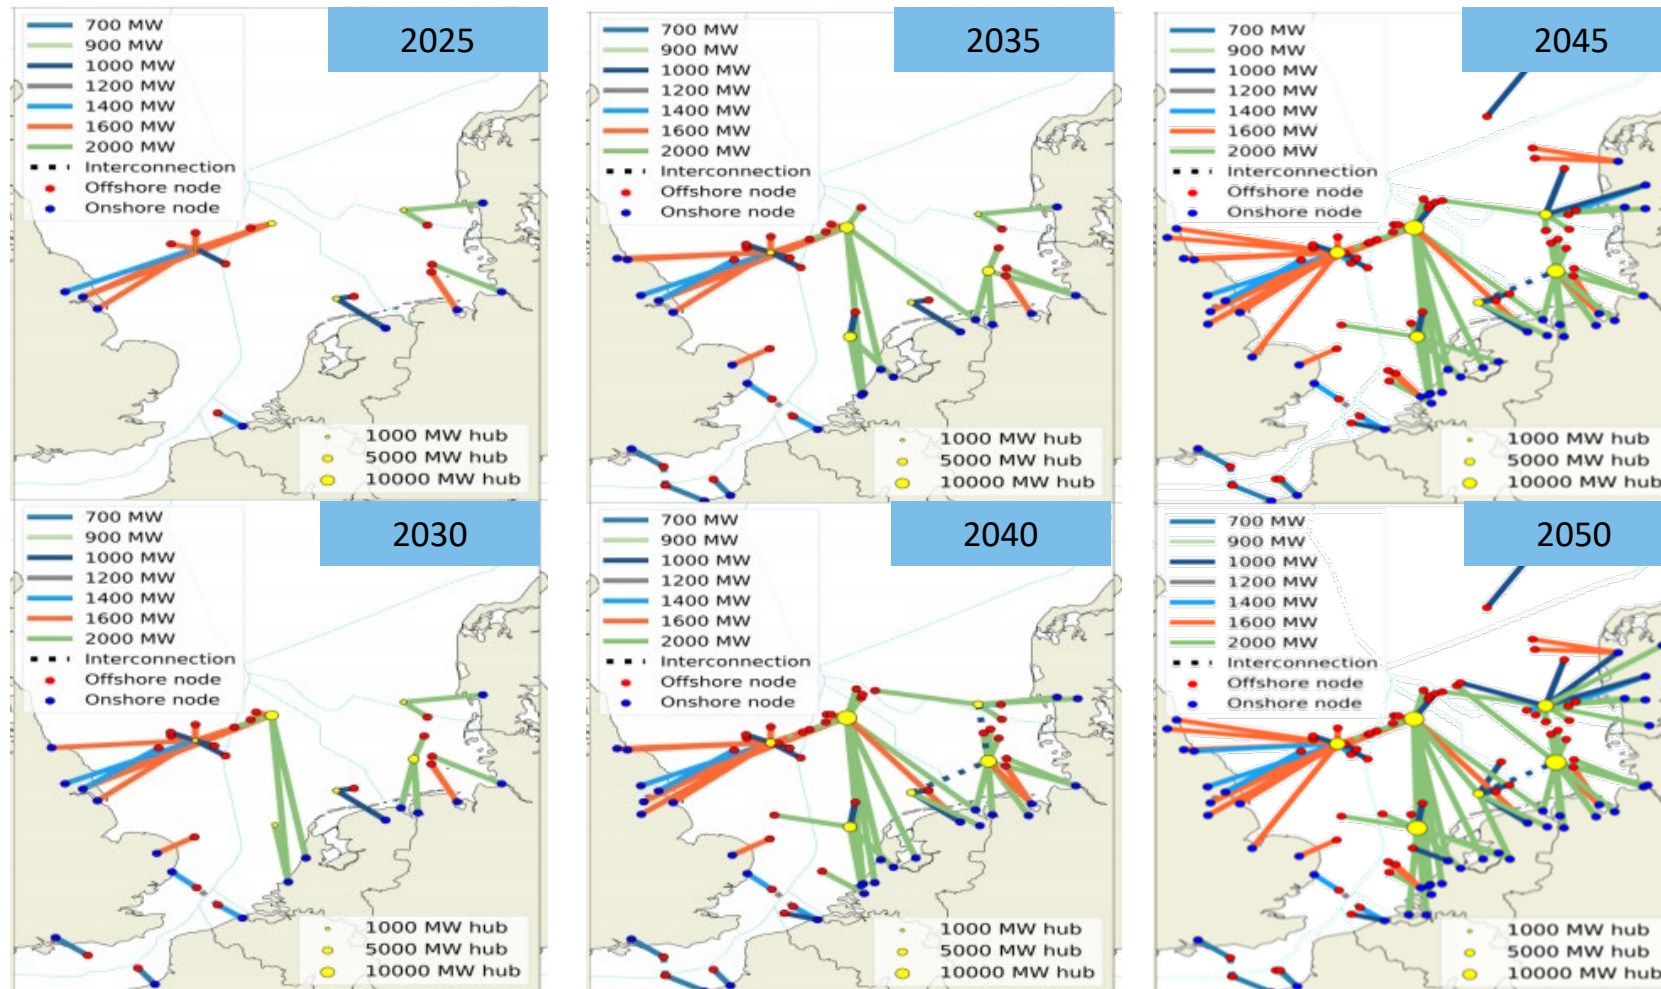 2025
700 MW
900 MW
1000 MW
1200 MW
1400 MW
1600 MW
2000 MW
Interconnection
Offshore node
Onshore node
1000 MW hub
5000 MW hub
10000 MW hub
2035
700 MW
900 MW
1000 MW
1200 MW
1400 MW
1600 MW
2000 MW
Interconnection
Offshore node
Onshore node
1000 MW hub
5000 MW hub
10000 MW hub
2045
700 MW
900 MW
1000 MW
1200 MW
1400 MW
1600 MW
2000 MW
Interconnection
Offshore node
Onshore node
1000 MW hub
5000 MW hub
10000 MW hub
2030
700 MW
900 MW
1000 MW
1200 MW
1400 MW
1600 MW
2000 MW
Interconnection
Offshore node
Onshore node
1000 MW hub
5000 MW hub
10000 MW hub
2040
700 MW
900 MW
1000 MW
1200 MW
1400 MW
1600 MW
2000 MW
Interconnection
Offshore node
Onshore node
1000 MW hub
5000 MW hub
10000 MW hub
2050
700 MW
900 MW
1000 MW
1200 MW
1400 MW
1600 MW
2000 MW
Interconnection
Offshore node
Onshore node
1000 MW hub
5000 MW hub
10000 MW hub